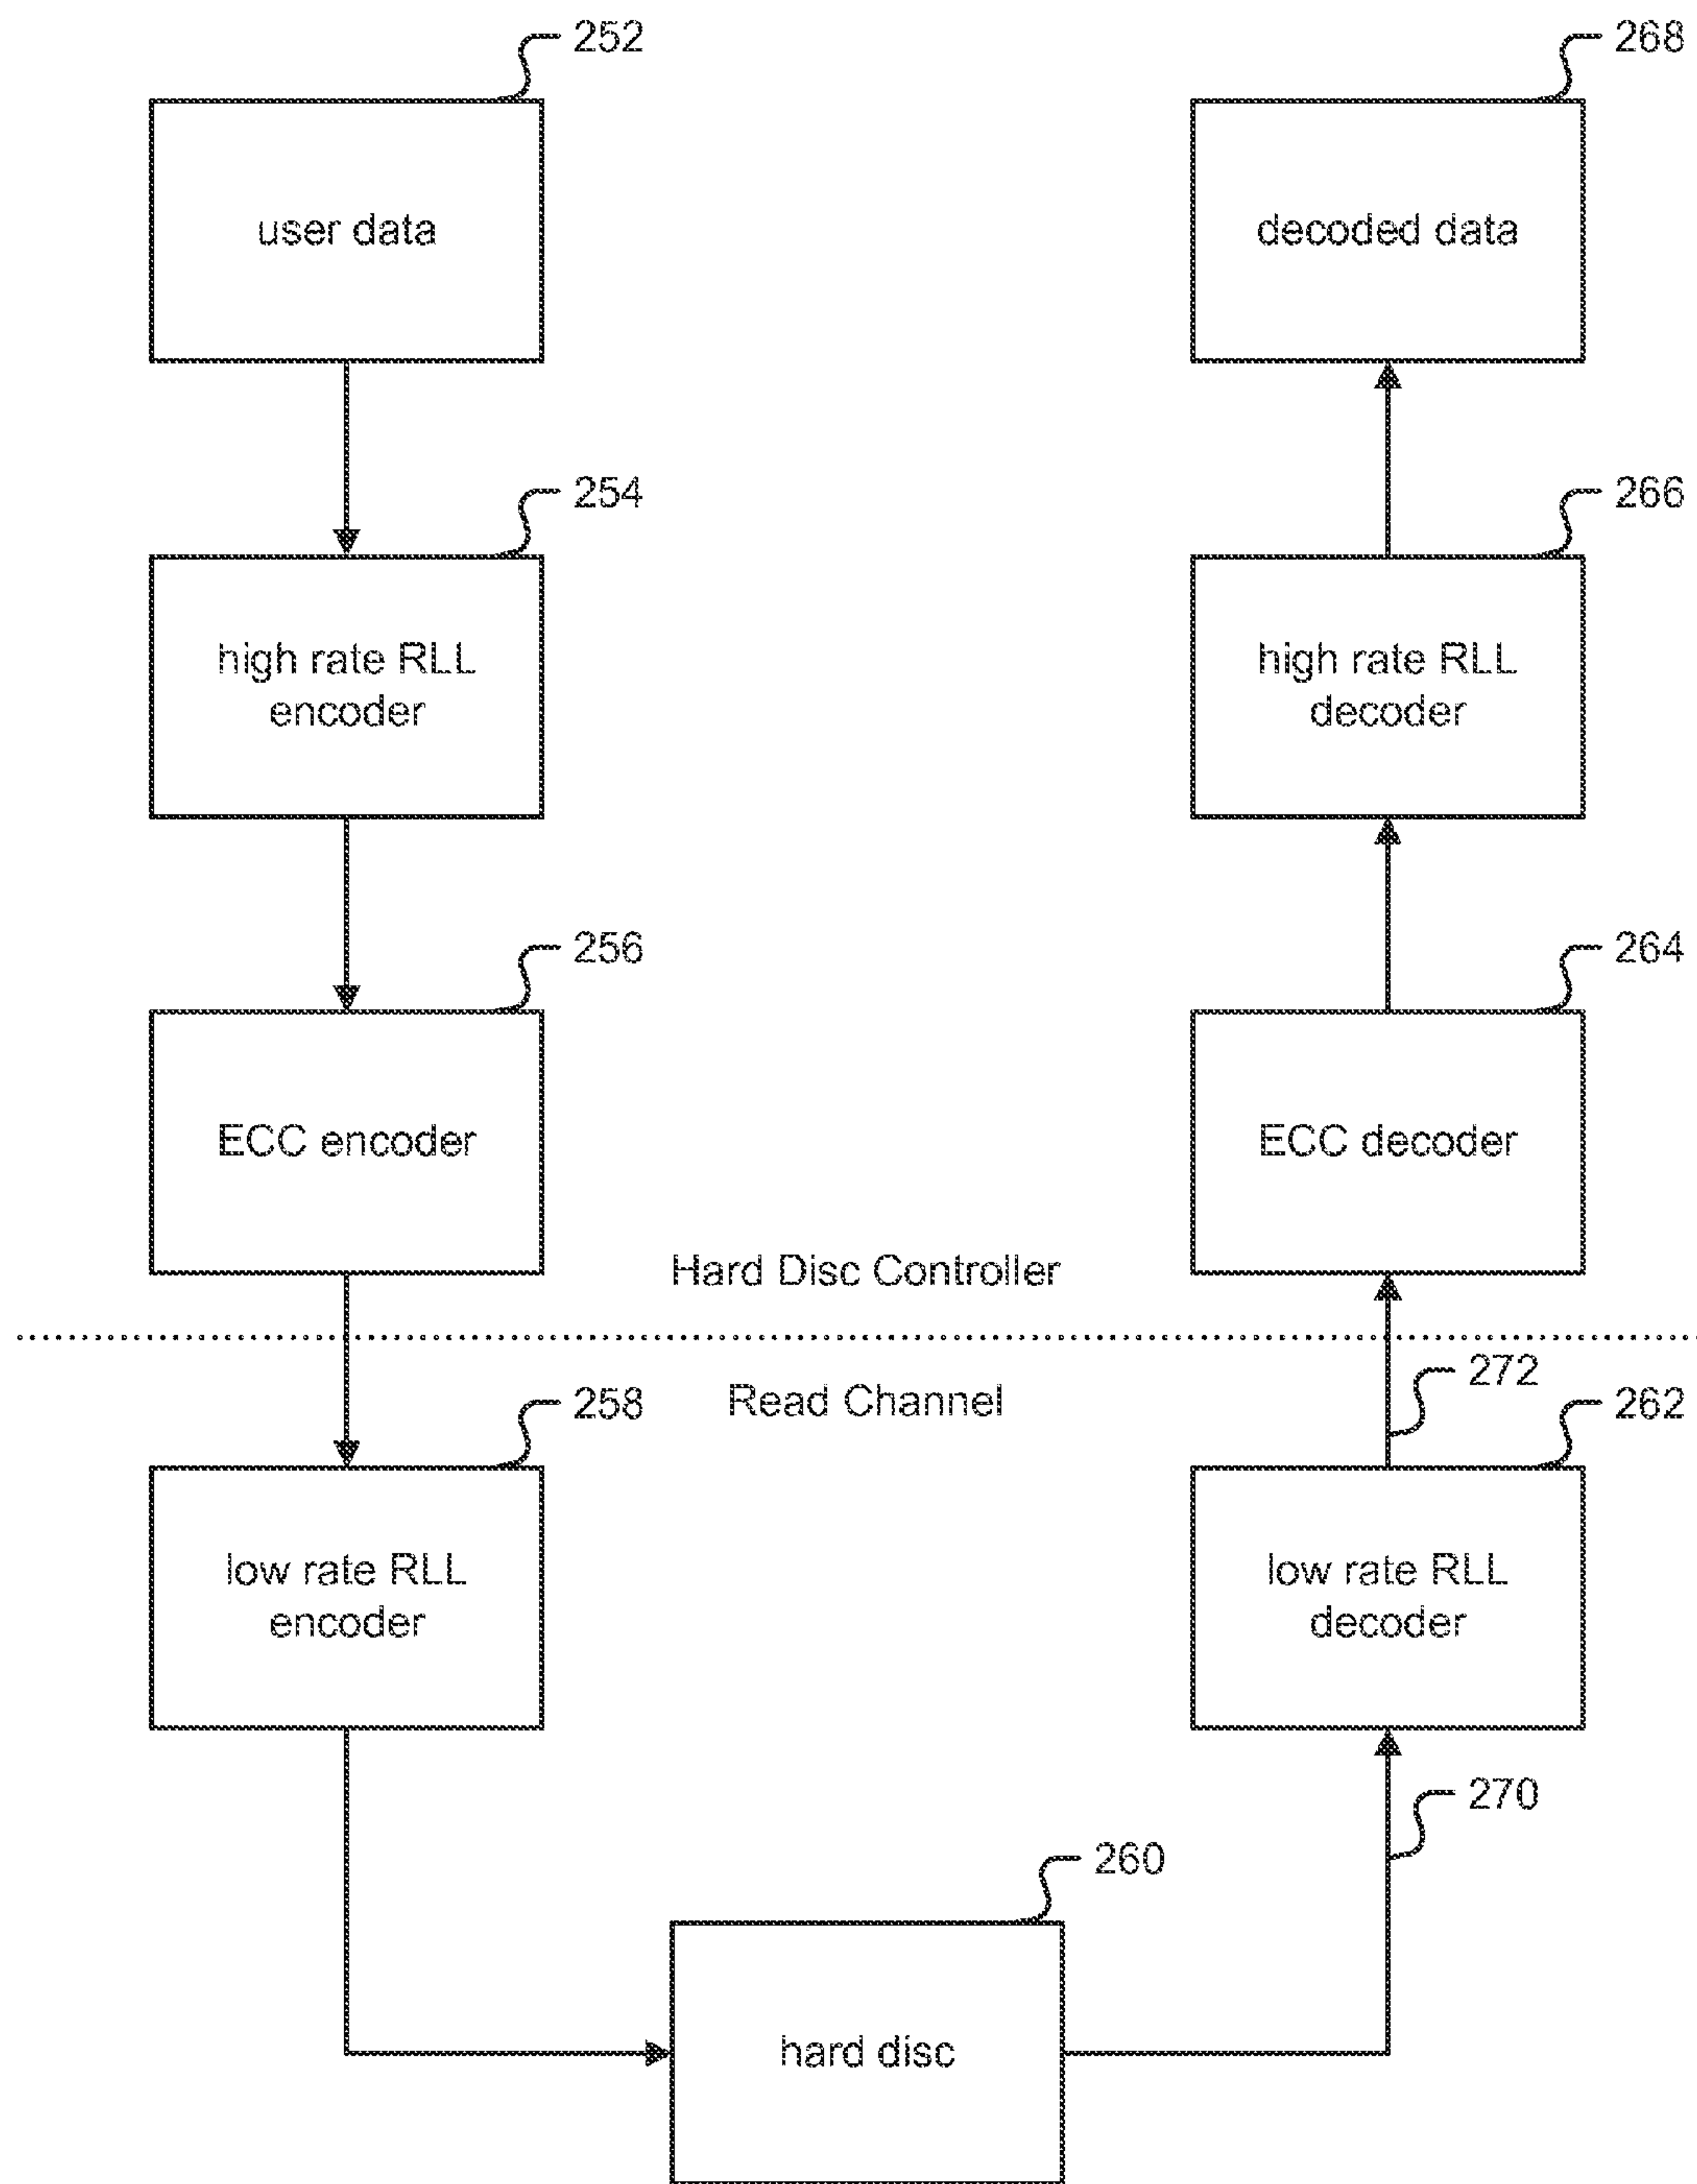 252
268
user data
decoded data
254
266
high rate RLL
encoder
high rate RLL
decoder
256
264
ECC encoder
ECC decoder
Hard Disc Controller
272
Read Channel
258
262
low rate RLL
encoder
low rate RLL
decoder
270
260
hard disc